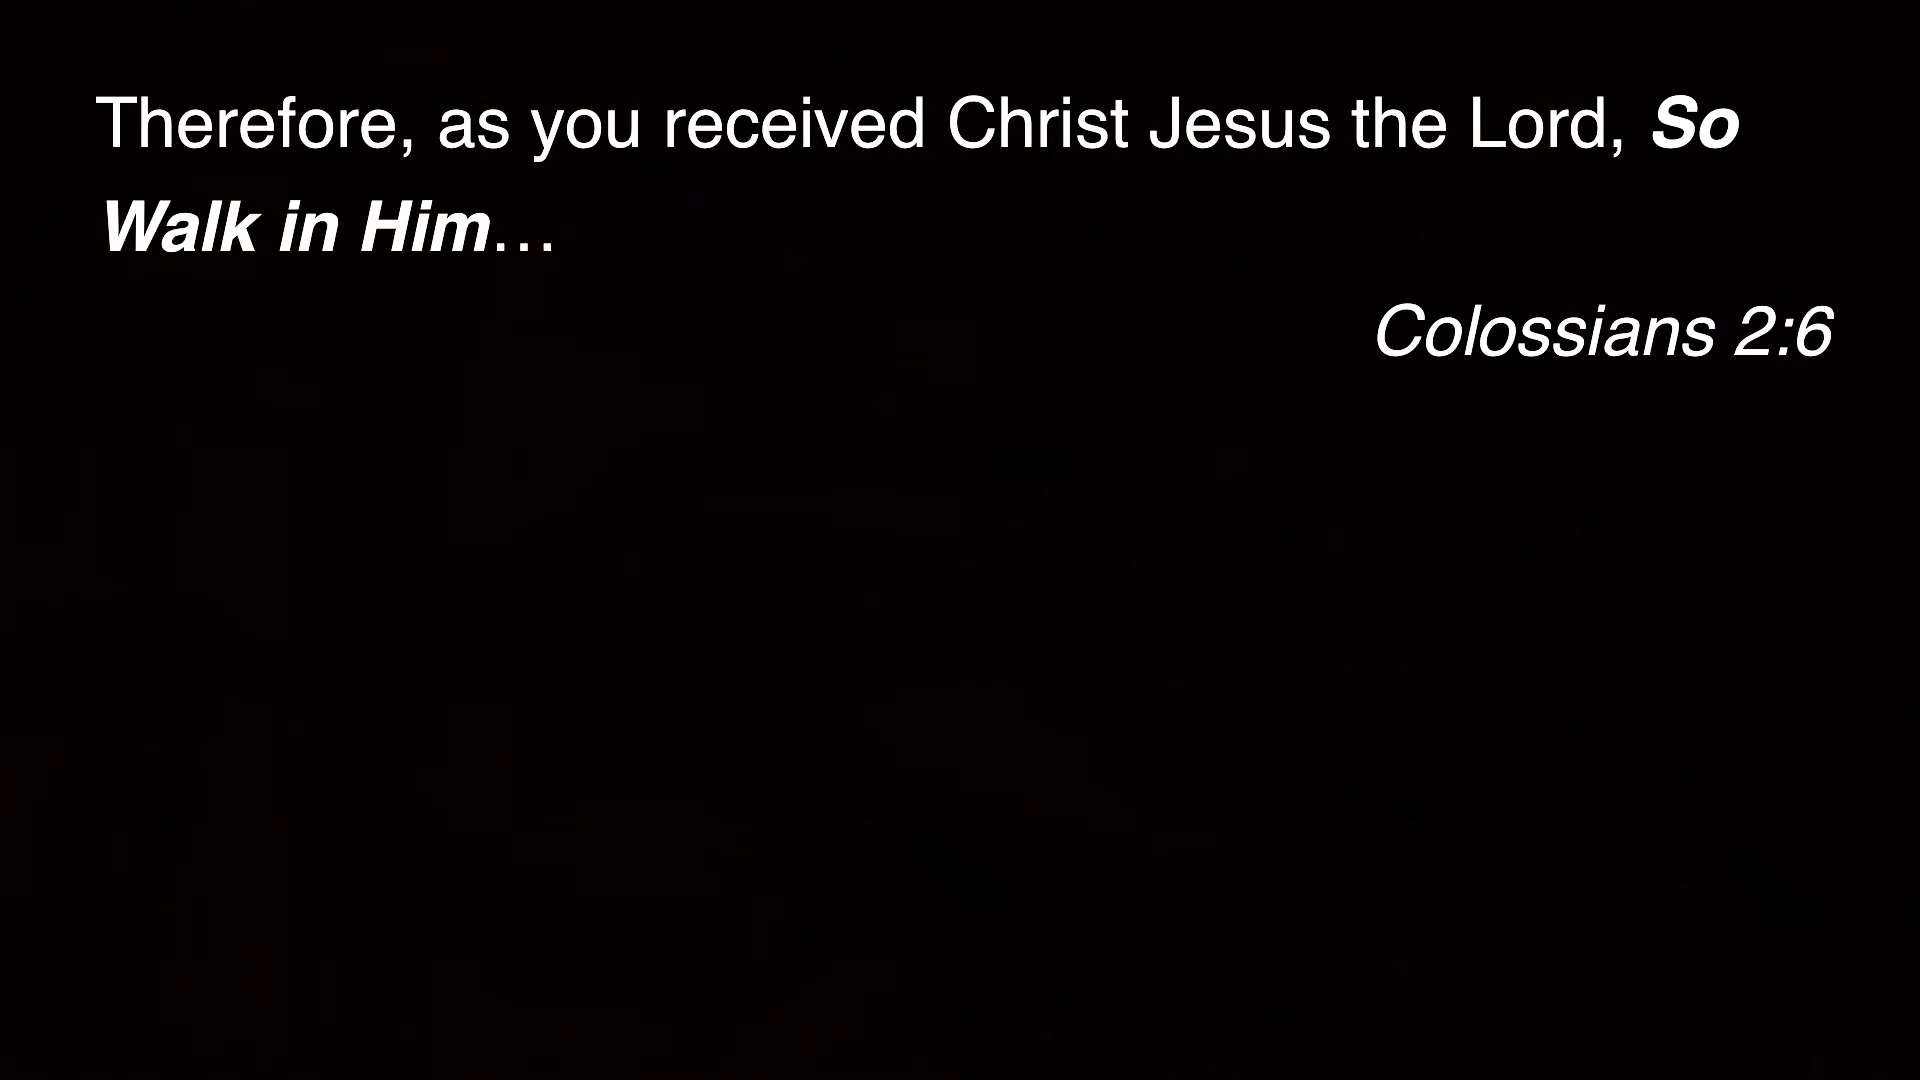 Therefore, as you received Christ Jesus the Lord, So
Walk in Him…
Colossians 2:6